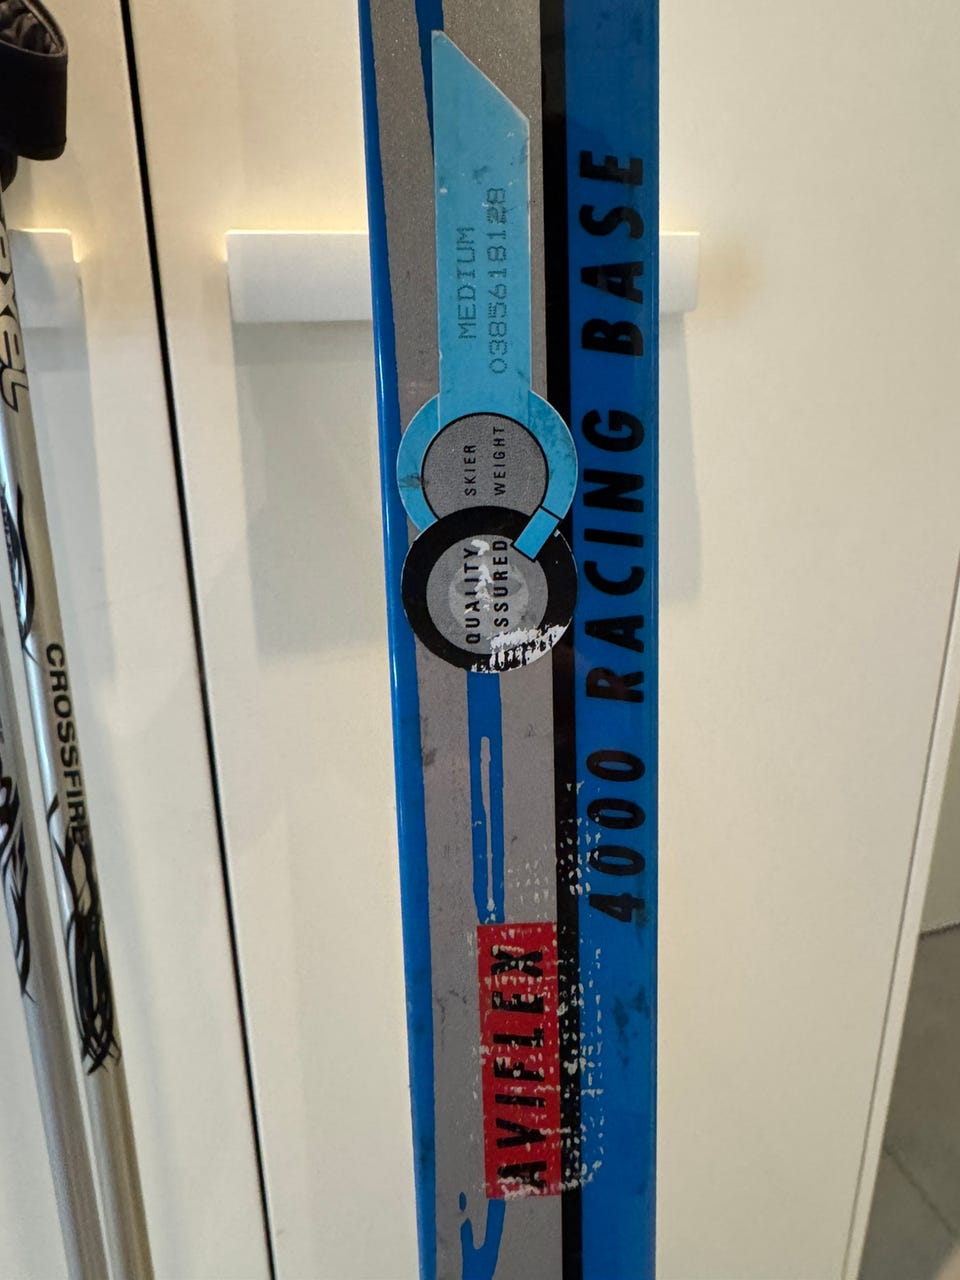 MEDIUM
0385618128
SKIER
WEIGHT
QUALITY
SSURED
4000 RACING BASE
AVIFLEX
CROSSFIRE